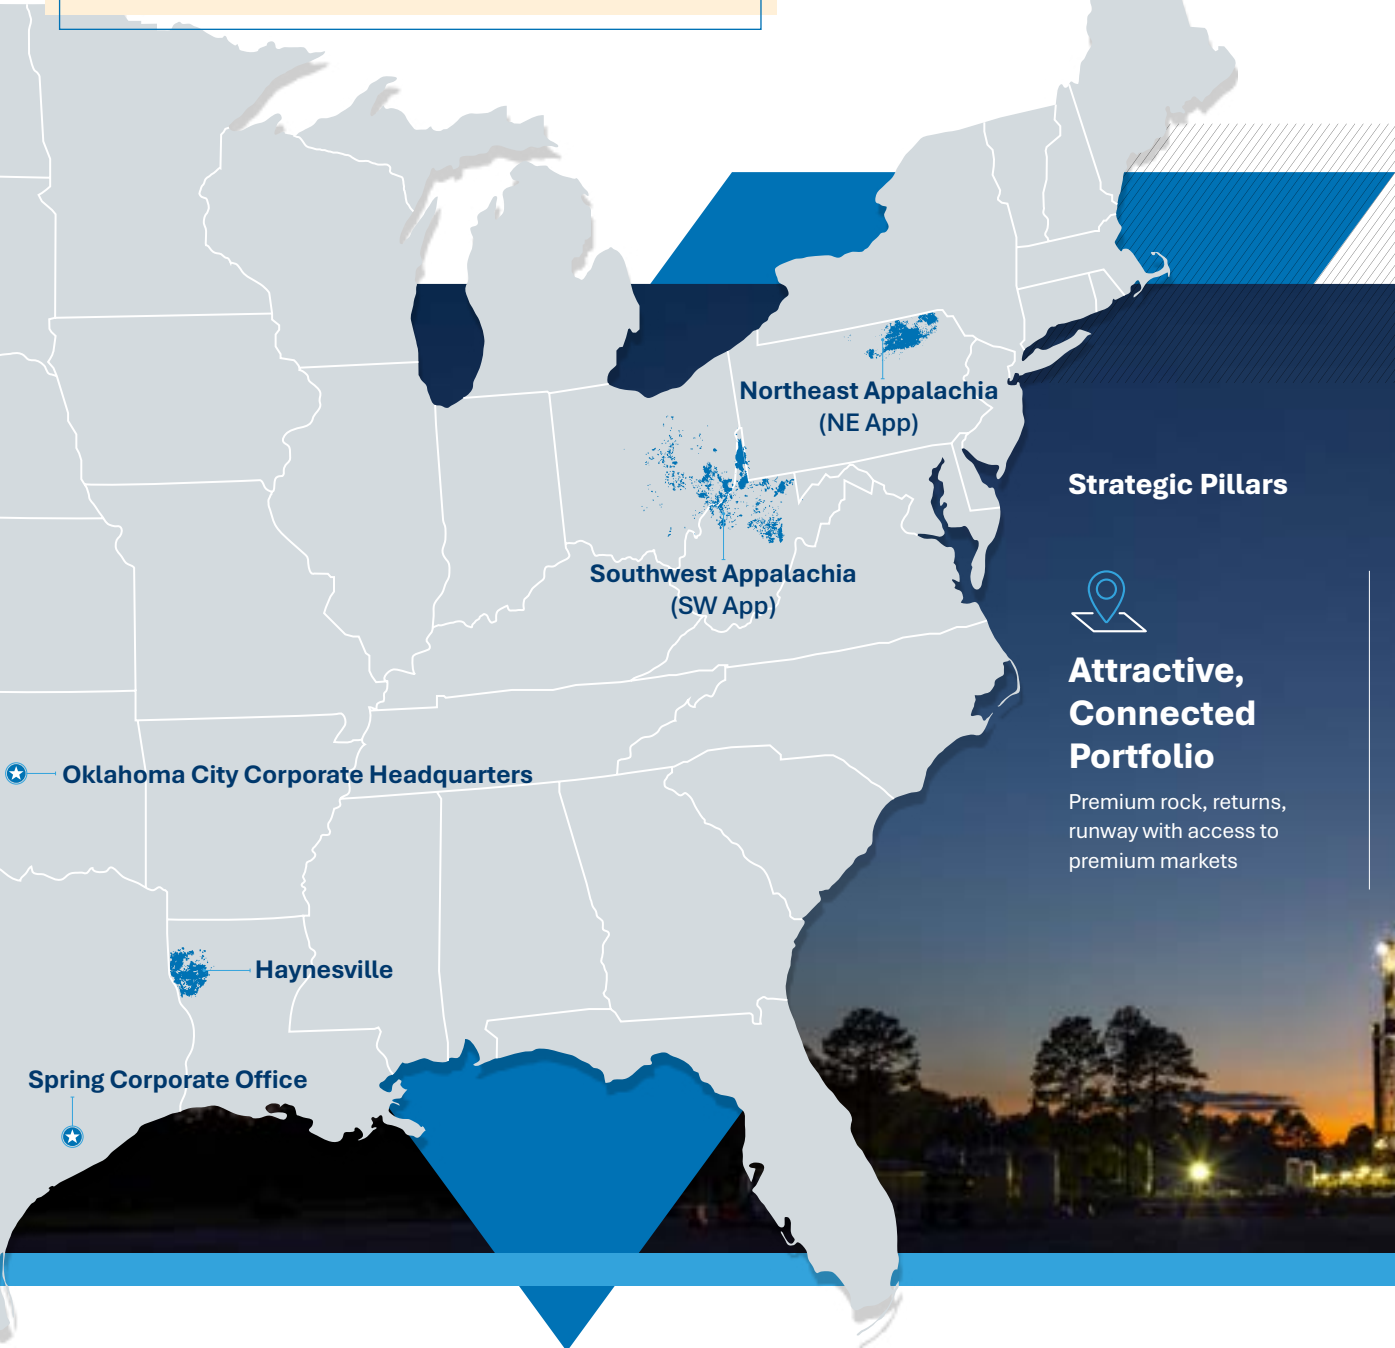 Northeast Appalachia
(NE App)
Southwest Appalachia
(SW App)
Oklahoma City Corporate Headquarters
Haynesville
Spring Corporate Office
Strategic Pillars
Attractive,
Connected
Portfolio
Premium rock, returns,
runway with access to
premium markets